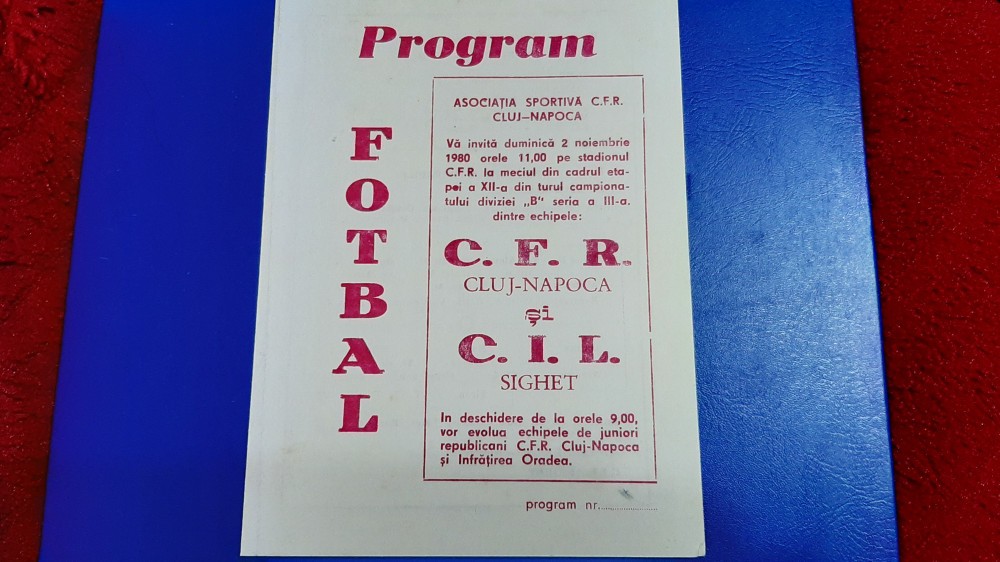 Program
FOTBAL
ASOCIAȚIA SPORTIVĂ C.F.R.
CLUJ—NAPOCA
Vă invită duminică 2 noiembrie
1980 orele 11,00 pe stadionul
C.F.R. la meciul din cadrul eta-
pei a XII-a din turul campiona-
tului diviziei „B" seria a III-a.
dintre echipele:
C. F. R.
CLUJ-NAPOCA
și
C. I. L.
SIGHET
In deschidere de la orele 9,00,
vor evolua echipele de juniori
republicani C.F.R. Cluj-Napoca
și Infrățirea Oradea.
program nr...............